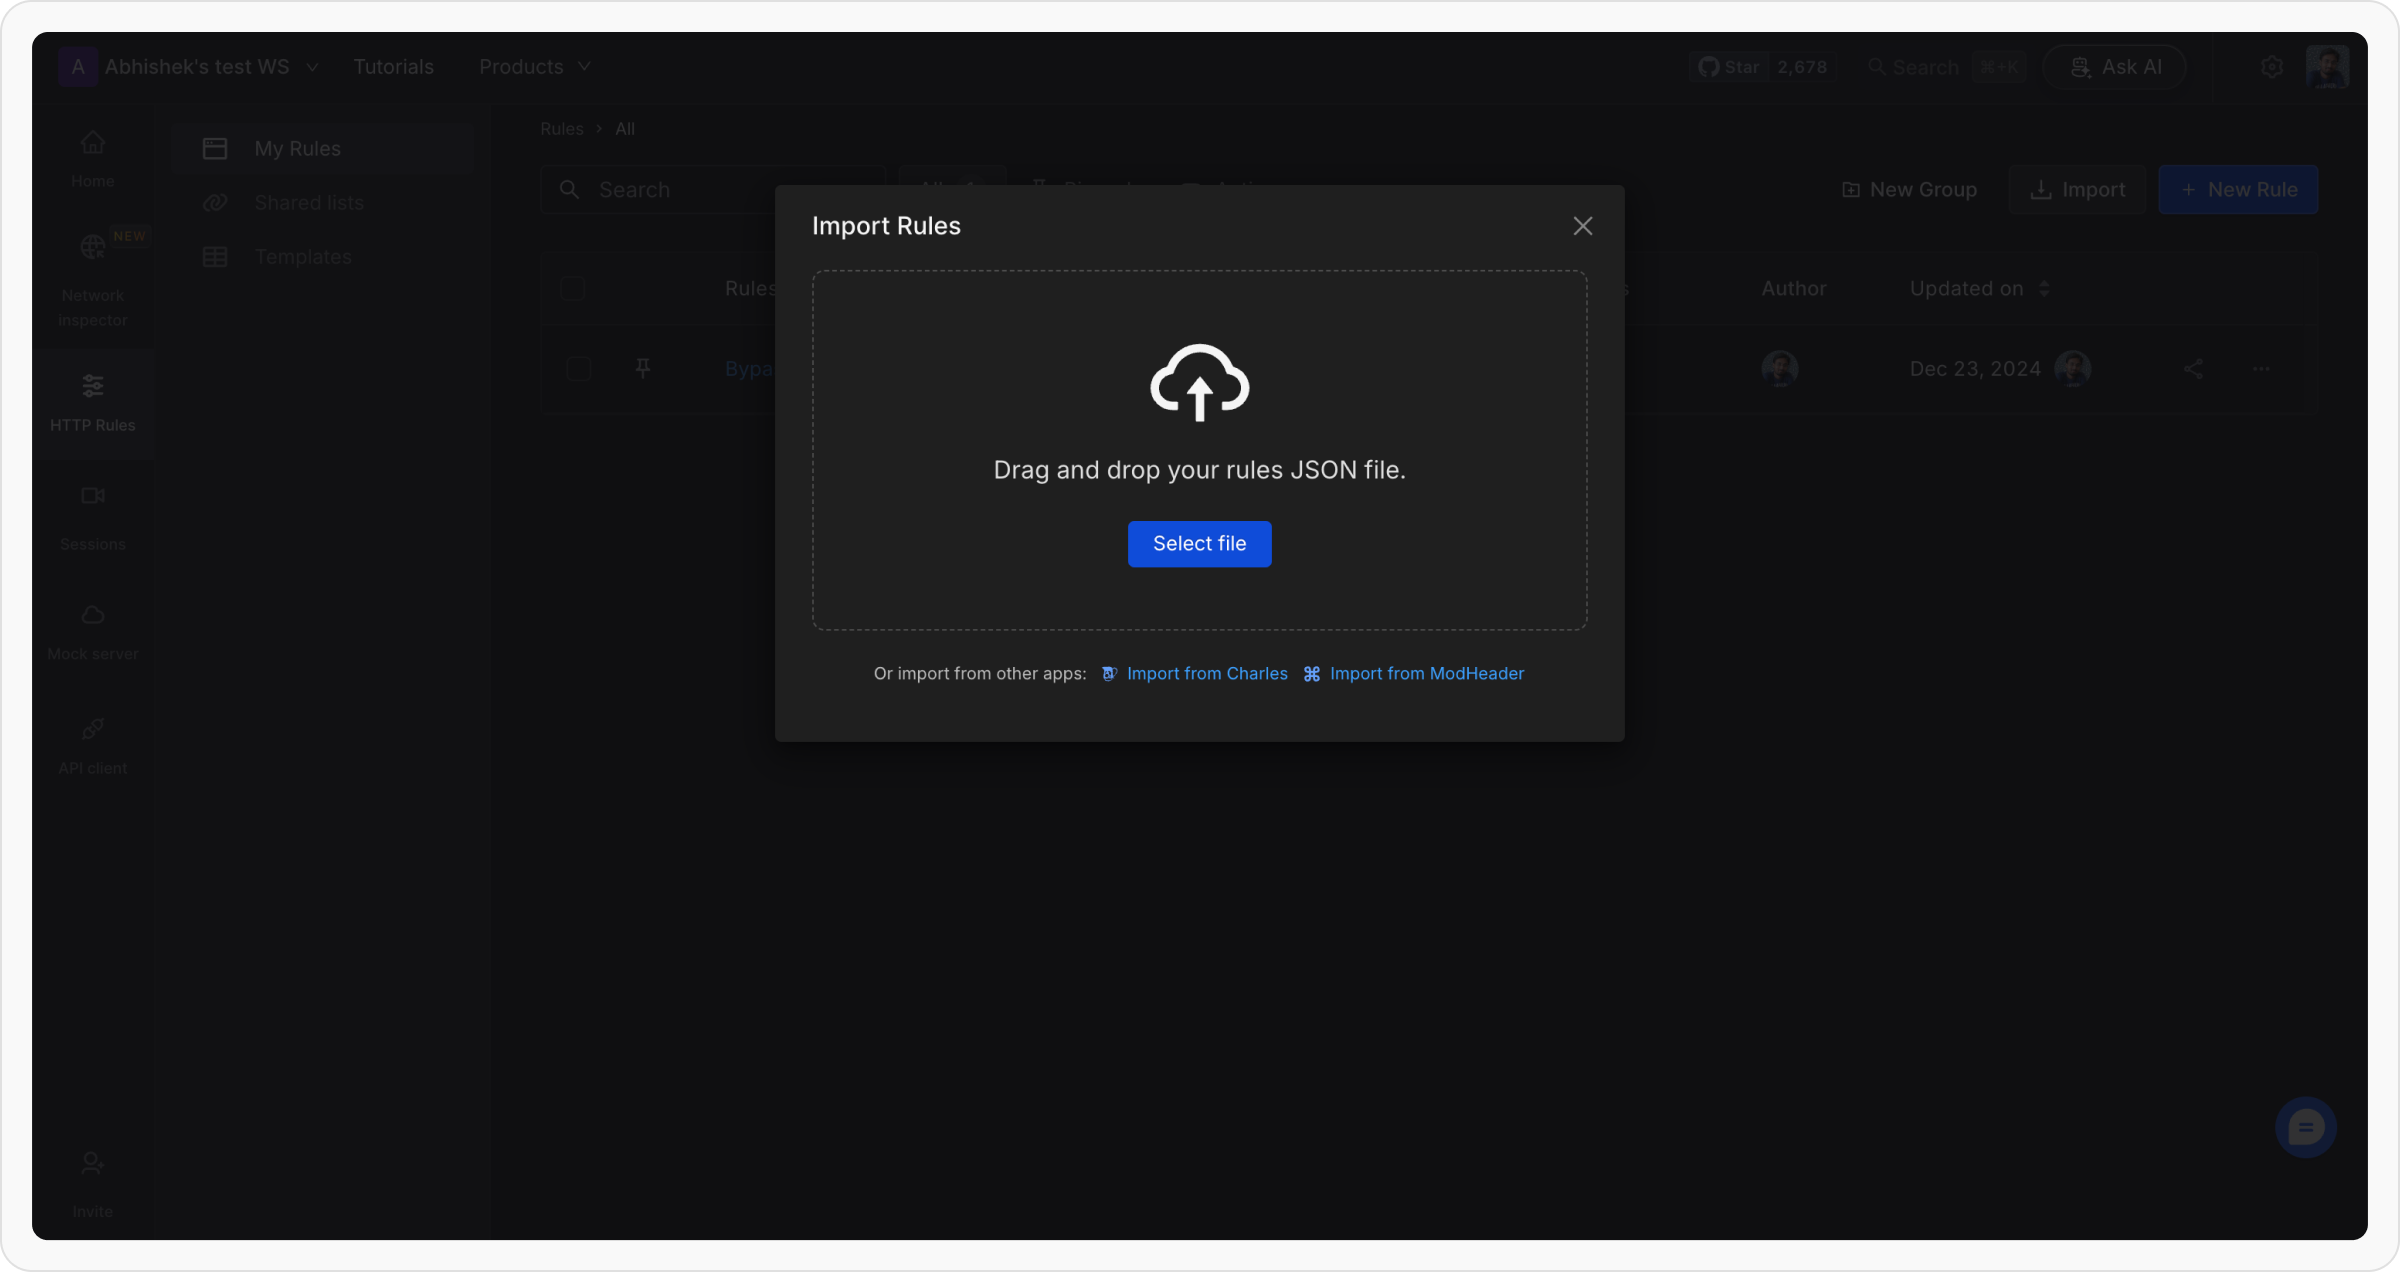 A Abhishek's test WS Tutorials Products Star 2,678 Search ⌘+K Ask AI
Home
NEW
Network
inspector
HTTP Rules
Sessions
Mock server
API client
Invite
My Rules
Shared lists
Templates
Rules > All
Search
New Group Import + New Rule
Rules Author Updated on
Bypa Dec 23, 2024
Import Rules
Drag and drop your rules JSON file.
Select file
Or import from other apps: Import from Charles Import from ModHeader